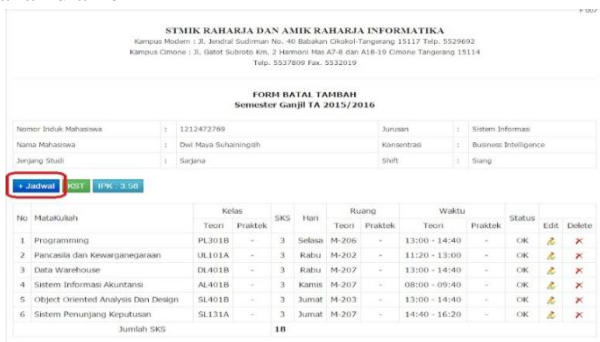 STMIK RAHARJA DAN AMIK RAHARJA INFORMATIKA
Kampus Modern : Jl. Jendral Sudirman No. 40 Babakan Cikokol-Tangerang 15117 Telp. 5529692
Kampus Cimone : Jl. Gatot Subroto Km. 2 Harmoni Mas A7-8 dan A18-19 Cimone Tangerang 15114
Telp. 5537809 Fax. 5532019
FORM BATAL TAMBAH
Semester Ganjil TA 2015/2016
Nomor Induk Mahasiswa : 1212472769 Jurusan : Sistem Informasi
Nama Mahasiswa : Dwi Maya Suhainingsih Konsentrasi : Business Intelligence
Jenjang Studi : Sarjana Shift : Siang
+ Jadwal KST IPK : 3.58
No MataKuliah Kelas SKS Hari Ruang Waktu Status Edit Delete
Teori Praktek Teori Praktek Teori Praktek
1 Programming PL301B - 3 Selasa M-206 - 13:00 - 14:40 - OK
2 Pancasila dan Kewarganegaraan UL101A - 3 Rabu M-202 - 11:20 - 13:00 - OK
3 Data Warehouse DL401B - 3 Rabu M-207 - 13:00 - 14:40 - OK
4 Sistem Informasi Akuntansi AL401B - 3 Kamis M-207 - 08:00 - 09:40 - OK
5 Object Oriented Analysis Dan Design SL401B - 3 Jumat M-203 - 13:00 - 14:40 - OK
6 Sistem Penunjang Keputusan SL131A - 3 Jumat M-207 - 14:40 - 16:20 - OK
Jumlah SKS 18